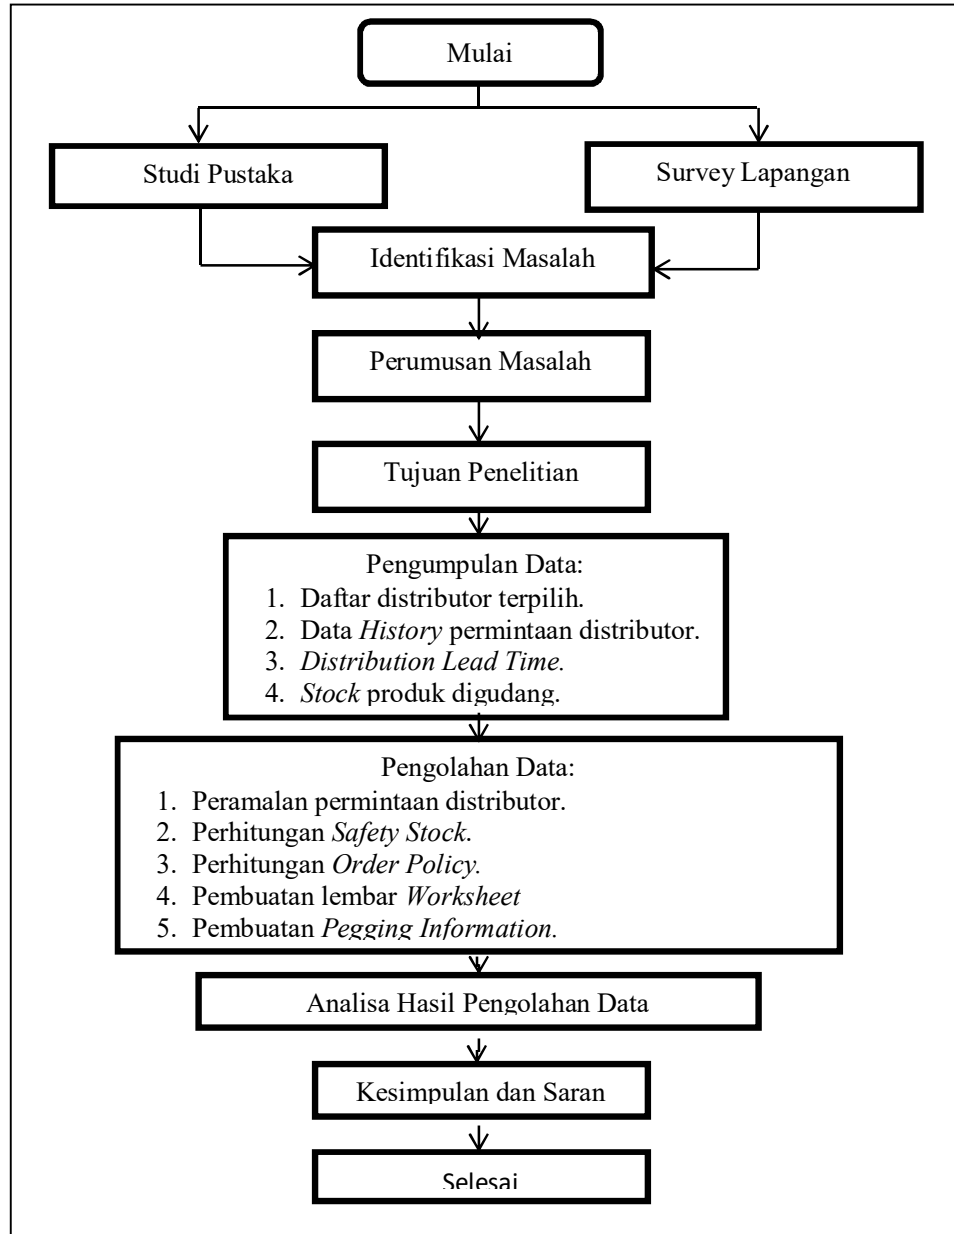 Mulai
Studi Pustaka
Survey Lapangan
Identifikasi Masalah
Perumusan Masalah
Tujuan Penelitian
Pengumpulan Data:
1. Daftar distributor terpilih.
2. Data History permintaan distributor.
3. Distribution Lead Time.
4. Stock produk digudang.
Pengolahan Data:
1. Peramalan permintaan distributor.
2. Perhitungan Safety Stock.
3. Perhitungan Order Policy.
4. Pembuatan lembar Worksheet
5. Pembuatan Pegging Information.
Analisa Hasil Pengolahan Data
Kesimpulan dan Saran
Selesai